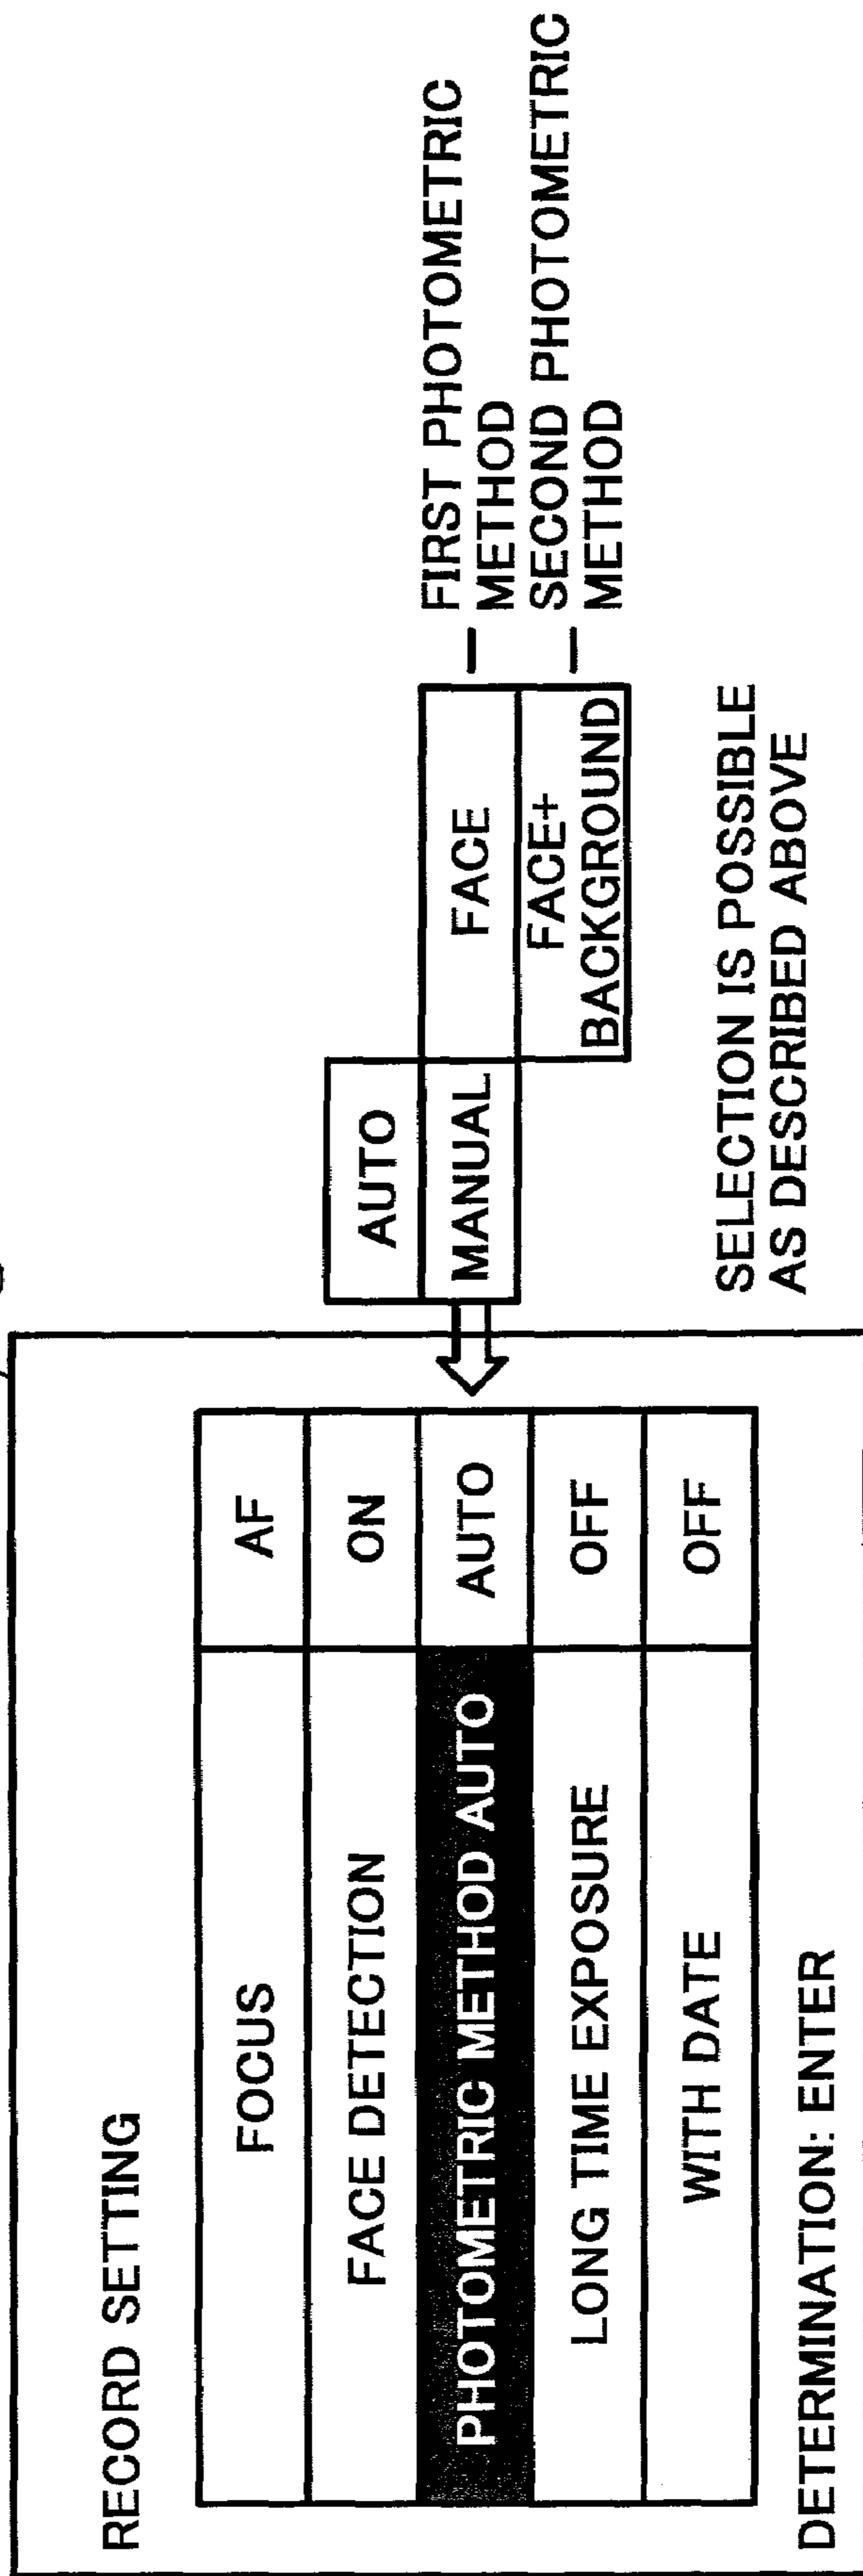 RECORD SETTING
FOCUS AF
FACE DETECTION ON
PHOTOMETRIC METHOD AUTO AUTO
LONG TIME EXPOSURE OFF
WITH DATE OFF
DETERMINATION: ENTER
AUTO
MANUAL
FACE
FACE+
BACKGROUND
FIRST PHOTOMETRIC
METHOD
SECOND PHOTOMETRIC
METHOD
SELECTION IS POSSIBLE
AS DESCRIBED ABOVE